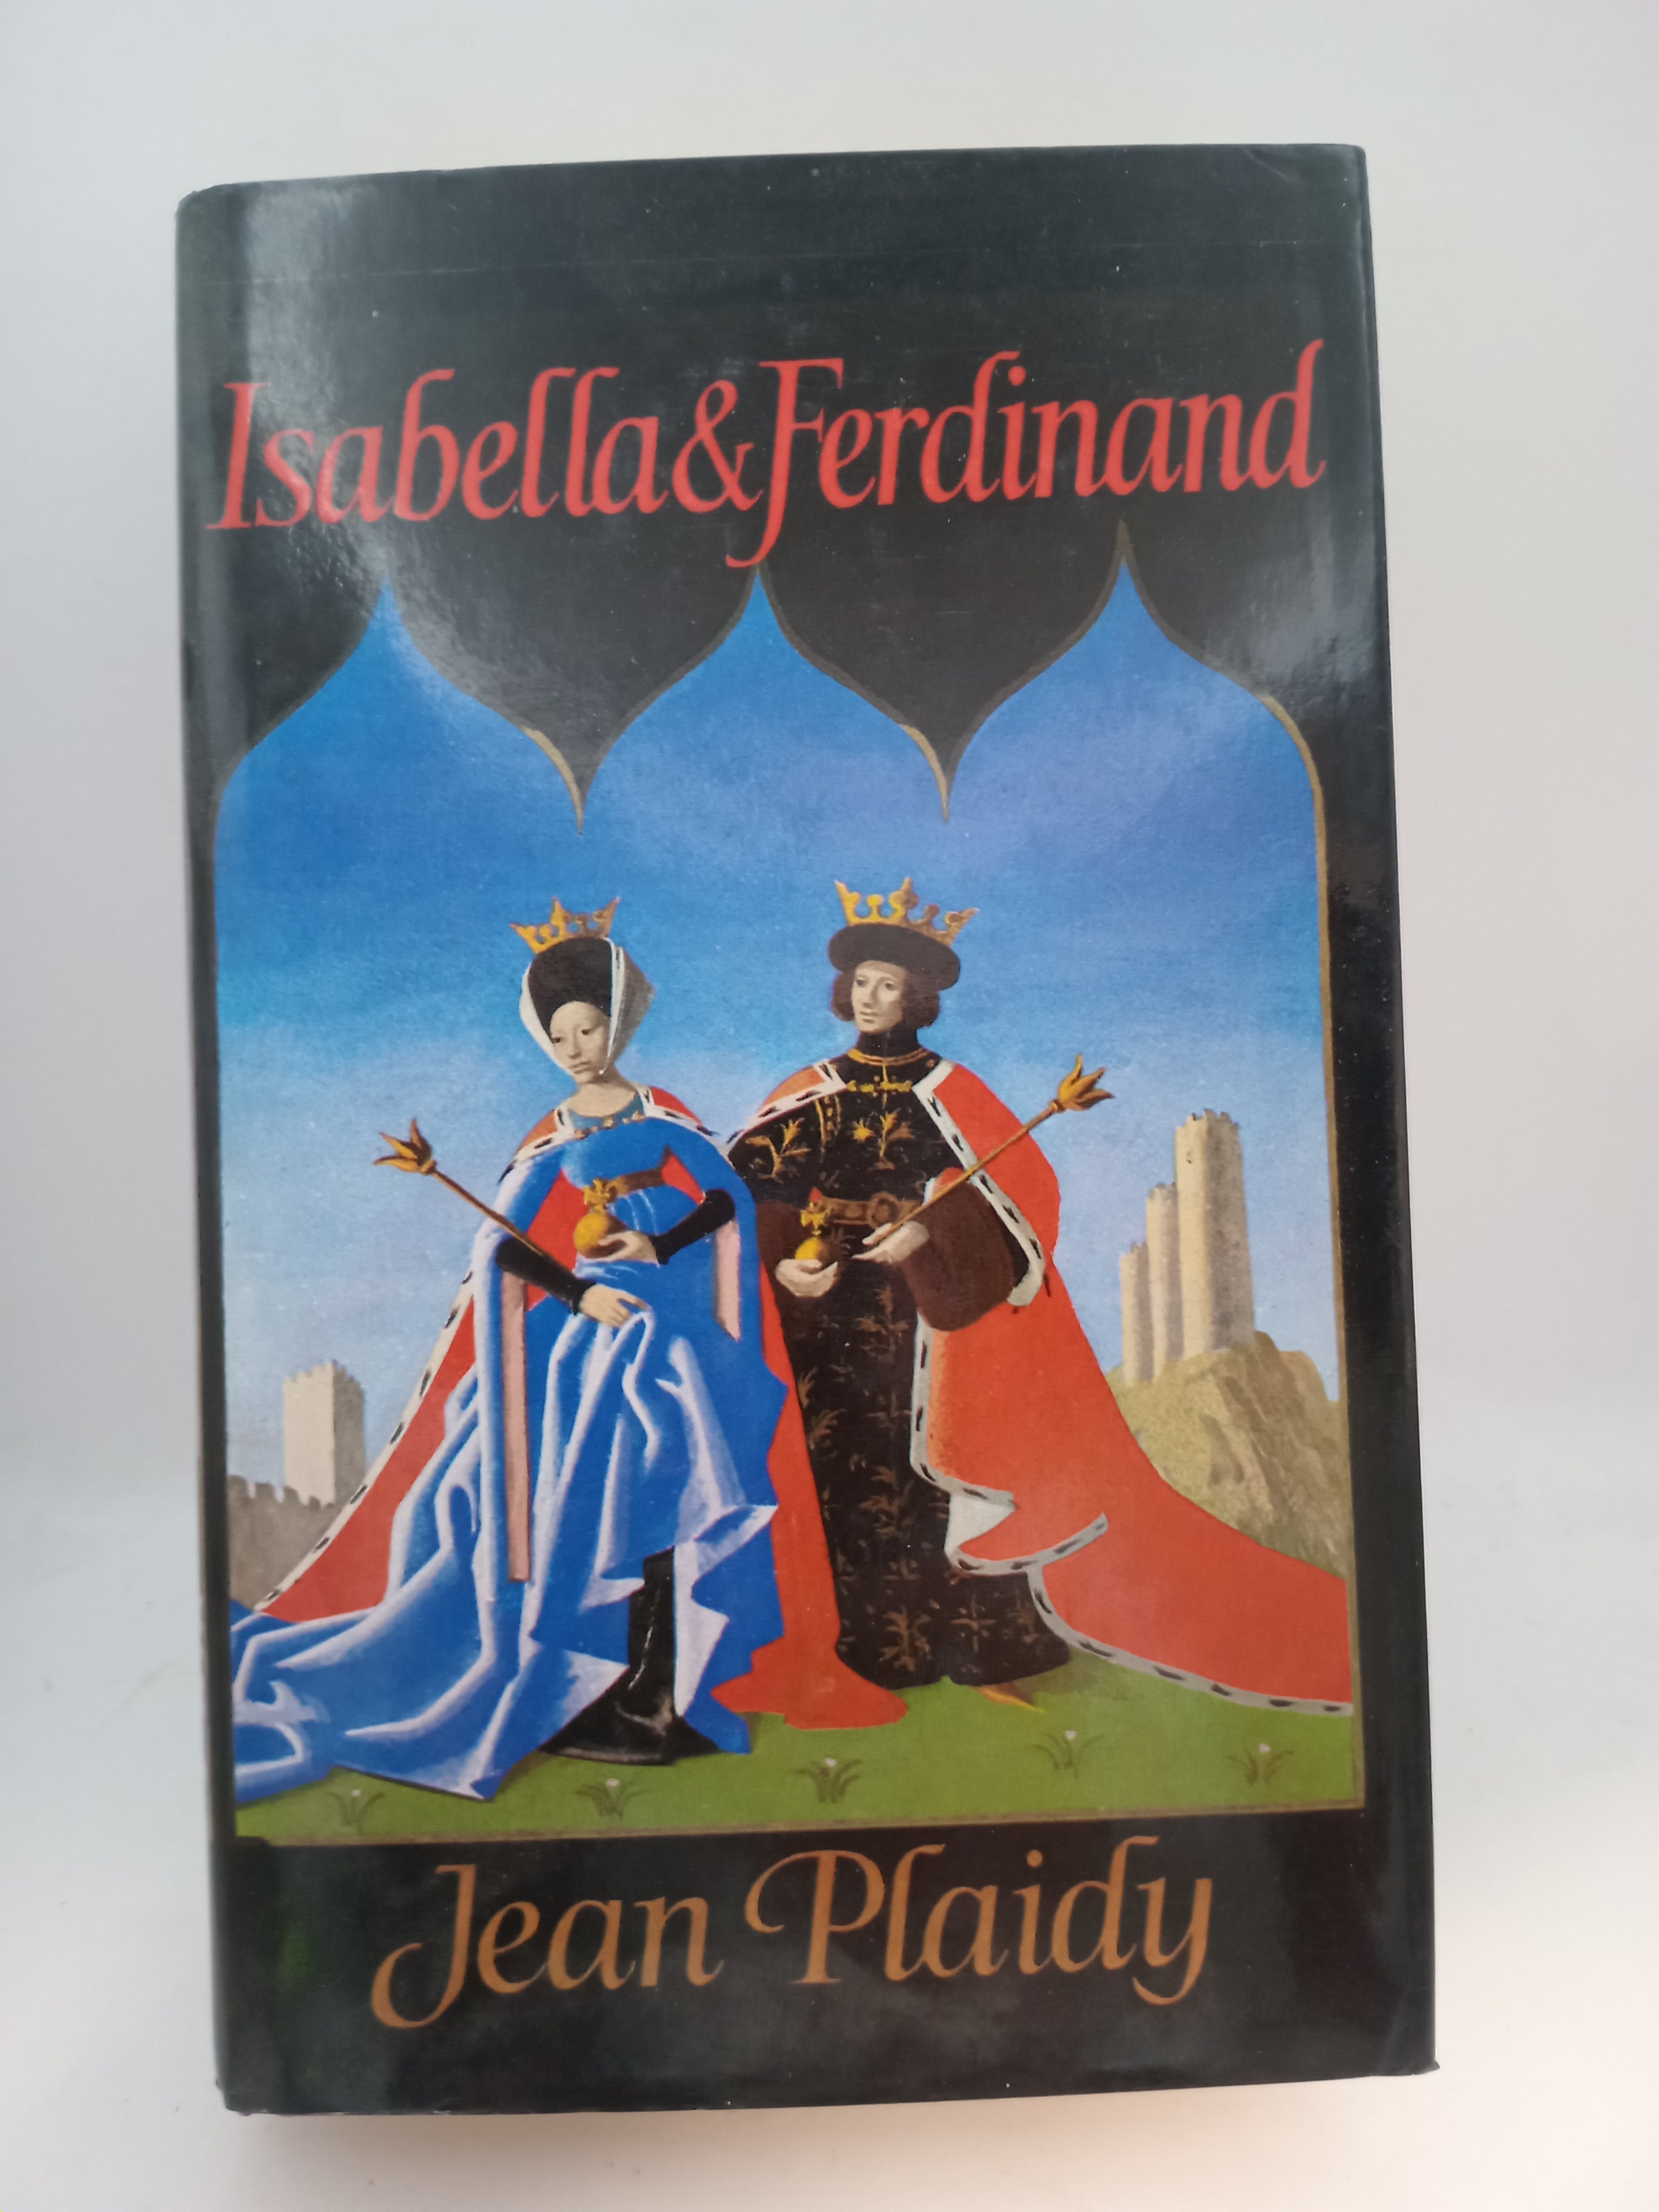 Isabella & Ferdinand
Jean Plaidy